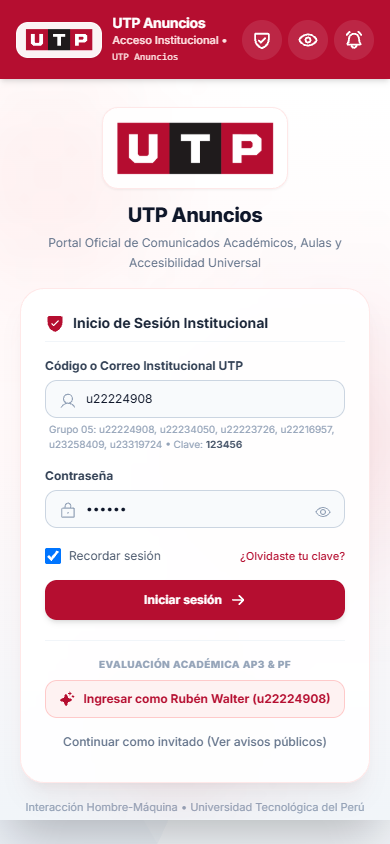 UTP
UTP Anuncios
Acceso Institucional •
UTP Anuncios
UTP
UTP Anuncios
Portal Oficial de Comunicados Académicos, Aulas y
Accesibilidad Universal
Inicio de Sesión Institucional
Código o Correo Institucional UTP
u22224908
Grupo 05: u22224908, u22234050, u22223726, u22216957,
u23258409, u23319724 • Clave: 123456
Contraseña
••••••
Recordar sesión
¿Olvidaste tu clave?
Iniciar sesión →
EVALUACIÓN ACADÉMICA AP3 & PF
Ingresar como Rubén Walter (u22224908)
Continuar como invitado (Ver avisos públicos)
Interacción Hombre-Máquina • Universidad Tecnológica del Perú